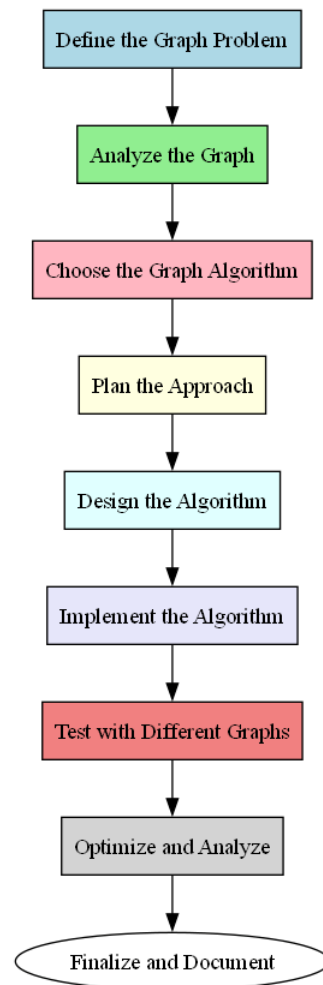 Define the Graph Problem
Analyze the Graph
Choose the Graph Algorithm
Plan the Approach
Design the Algorithm
Implement the Algorithm
Test with Different Graphs
Optimize and Analyze
Finalize and Document